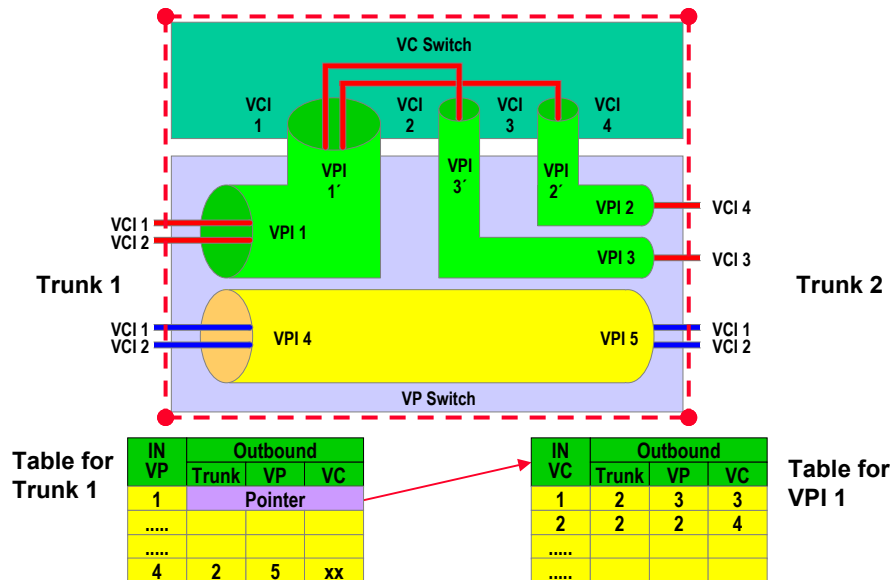 VC Switch
VCI
1
VCI
2
VCI
3
VCI
4
VPI
1´
VPI
3´
VPI
2´
VCI 1
VCI 2
VPI 1
VPI 2
VCI 4
VPI 3
VCI 3
Trunk 1
Trunk 2
VCI 1
VCI 2
VPI 4
VPI 5
VCI 1
VCI 2
VP Switch
Table for
Trunk 1
IN
VP
Outbound
Trunk VP VC
1 Pointer
.....
.....
4 2 5 xx
IN
VC
Outbound
Trunk VP VC
1 2 3 3
2 2 2 4
.....
.....
Table for
VPI 1